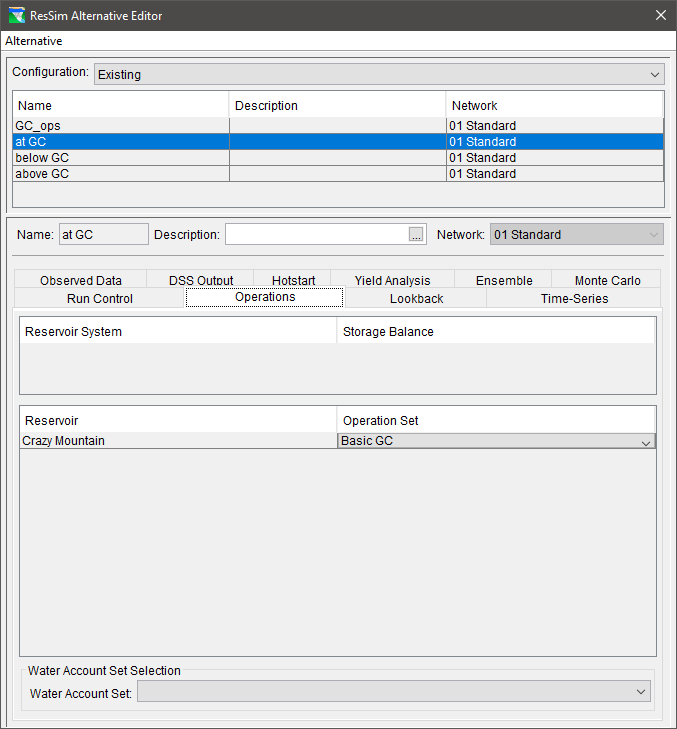 ResSim Alternative Editor
Alternative
Configuration: Existing
Name Description Network
GC_ops 01 Standard
at GC 01 Standard
below GC 01 Standard
above GC 01 Standard
Name: at GC Description: ... Network: 01 Standard
Observed Data DSS Output Hotstart Yield Analysis Ensemble Monte Carlo
Run Control Operations Lookback Time-Series
Reservoir System Storage Balance
Reservoir Operation Set
Crazy Mountain Basic GC
Water Account Set Selection
Water Account Set: